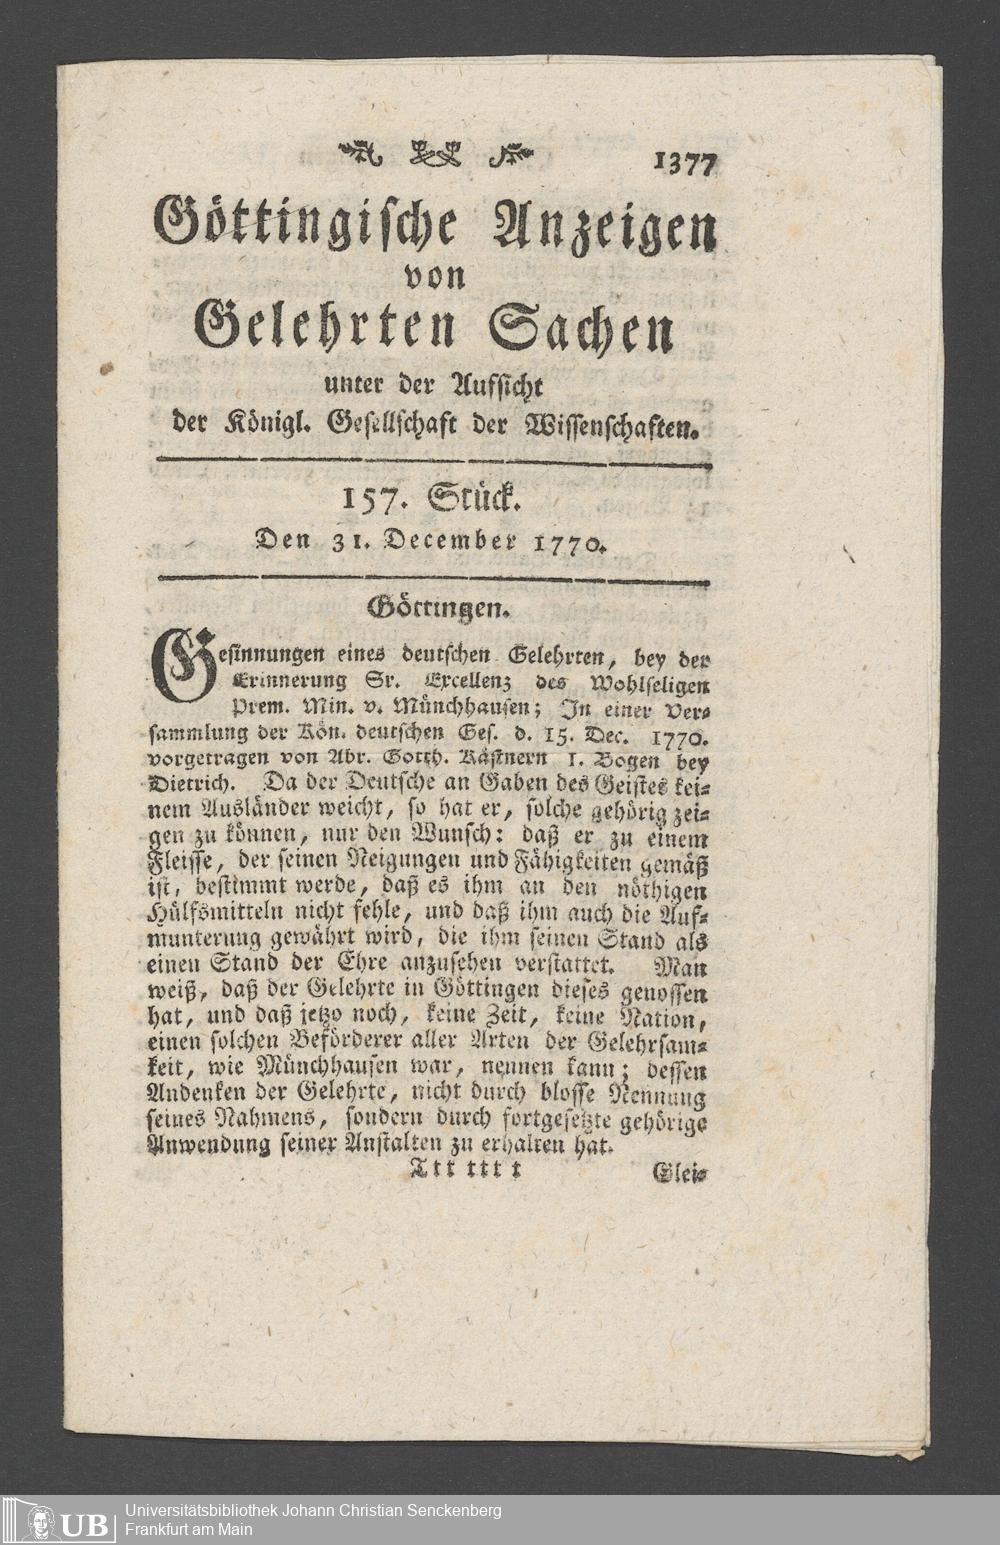 1377
Göttingische Anzeigen
von
Gelehrten Sachen
unter der Aufsicht
der Königl. Gesellschaft der Wissenschaften.
157. Stück.
Den 31. December 1770.
Göttingen.
Gesinnungen eines deutschen Gelehrten, bey der
Erinnerung Sr. Excellenz des Wohlseligen
Prem. Min. v. Münchhausen; In einer Ver-
sammlung der Kön. deutschen Ges. d. 15. Dec. 1770.
vorgetragen von Abr. Gotth. Kästnern 1. Bogen bey
Dietrich. Da der Deutsche an Gaben des Geistes kei-
nem Ausländer weicht, so hat er, solche gehörig zei-
gen zu können, nur den Wunsch: daß er zu einem
Fleisse, der seinen Neigungen und Fähigkeiten gemäß
ist, bestimmt werde, daß es ihm an den nöthigen
Hülfsmitteln nicht fehle, und daß ihm auch die Auf-
munterung gewährt wird, die ihm seinen Stand als
einen Stand der Ehre anzusehen verstattet. Man
weiß, daß der Gelehrte in Göttingen dieses genossen
hat, und daß jetzo noch, keine Zeit, keine Nation,
einen solchen Beförderer aller Arten der Gelehrsam-
keit, wie Münchhausen war, nennen kann; dessen
Andenken der Gelehrte, nicht durch blosse Nennung
seines Nahmens, sondern durch fortgesetzte gehörige
Anwendung seiner Anstalten zu erhalten hat.
Ttt ttt t Glei-
UB Universitätsbibliothek Johann Christian Senckenberg
Frankfurt am Main